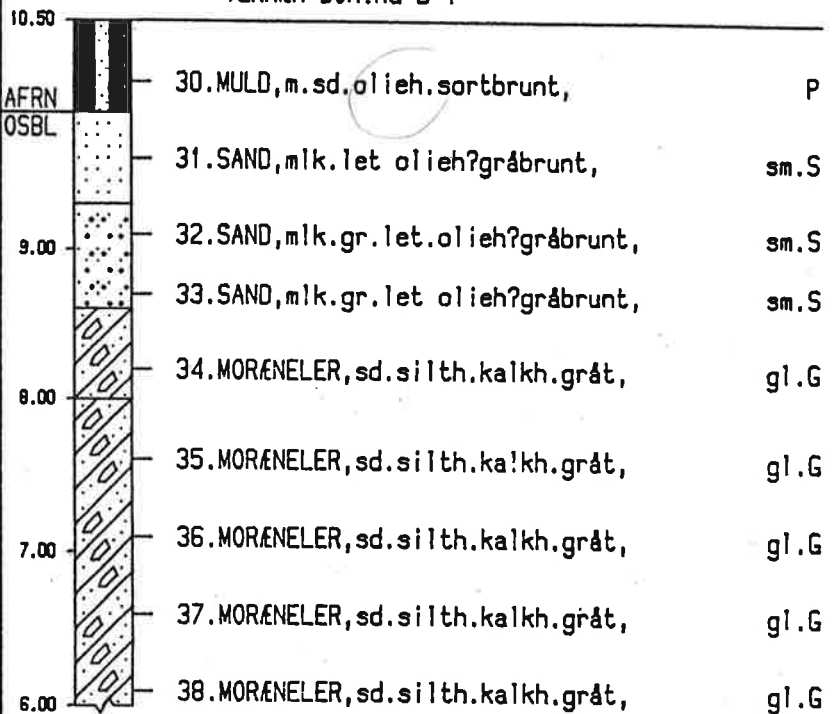 10.50
30.MULD,m.sd.olieh.sortbrunt, P
AFRN
OSBL
31.SAND,mlk.let olieh?gråbrunt, sm.S
9.00 32.SAND,mlk.gr.let.olieh?gråbrunt, sm.S
33.SAND,mlk.gr.let olieh?gråbrunt, sm.S
34.MORÆNELER,sd.silth.kalkh.gråt, gl.G
8.00
35.MORÆNELER,sd.silth.kalkh.gråt, gl.G
7.00 36.MORÆNELER,sd.silth.kalkh.gråt, gl.G
37.MORÆNELER,sd.silth.kalkh.gråt, gl.G
6.00 38.MORÆNELER,sd.silth.kalkh.gråt, gl.G